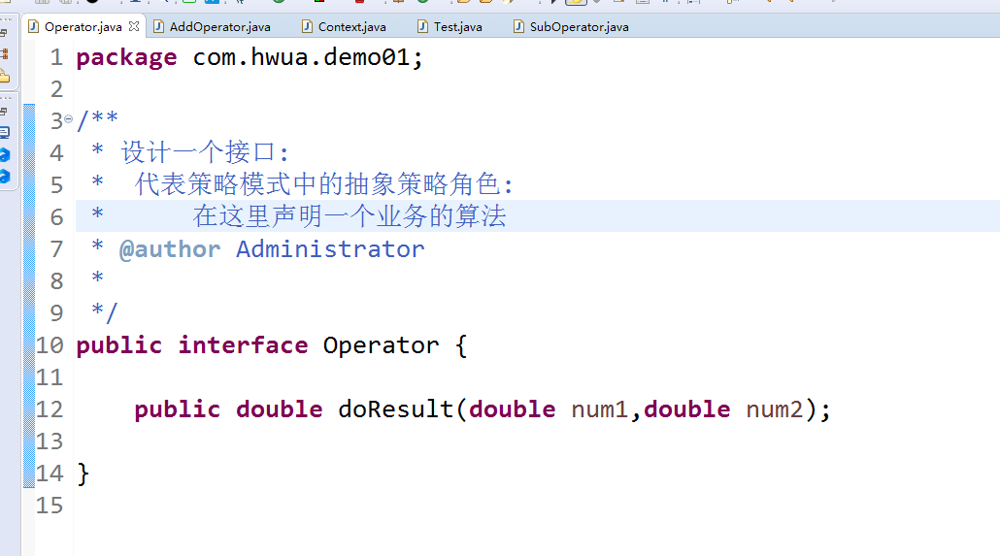 Operator.java AddOperator.java Context.java Test.java SubOperator.java
1 package com.hwua.demo01;
2
3 /**
4 * 设计一个接口：
5 * 代表策略模式中的抽象策略角色：
6 * 在这里声明一个业务的算法
7 * @author Administrator
8 *
9 */
10 public interface Operator {
11
12 public double doResult(double num1,double num2);
13
14 }
15